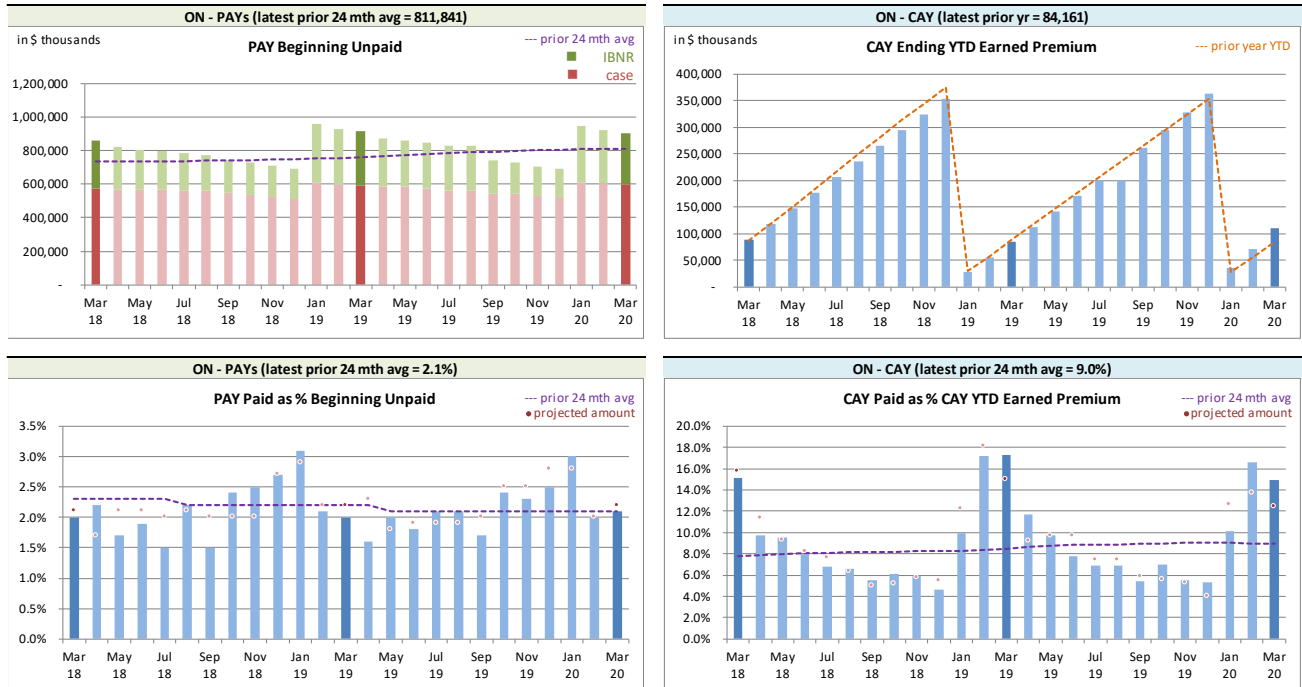 ON - PAYs (latest prior 24 mth avg = 811,841)
in $ thousands
PAY Beginning Unpaid
--- prior 24 mth avg
IBNR
case
1,200,000
1,000,000
800,000
600,000
400,000
200,000
-
Mar May Jul Sep Nov Jan Mar May Jul Sep Nov Jan Mar
18 18 18 18 18 19 19 19 19 19 19 20 20
ON - CAY (latest prior yr = 84,161)
in $ thousands
CAY Ending YTD Earned Premium
--- prior year YTD
400,000
350,000
300,000
250,000
200,000
150,000
100,000
50,000
-
Mar May Jul Sep Nov Jan Mar May Jul Sep Nov Jan Mar
18 18 18 18 18 19 19 19 19 19 19 20 20
ON - PAYs (latest prior 24 mth avg = 2.1%)
PAY Paid as % Beginning Unpaid
--- prior 24 mth avg
• projected amount
3.5%
3.0%
2.5%
2.0%
1.5%
1.0%
0.5%
0.0%
Mar May Jul Sep Nov Jan Mar May Jul Sep Nov Jan Mar
18 18 18 18 18 19 19 19 19 19 19 20 20
ON - CAY (latest prior 24 mth avg = 9.0%)
CAY Paid as % CAY YTD Earned Premium
--- prior 24 mth avg
• projected amount
20.0%
18.0%
16.0%
14.0%
12.0%
10.0%
8.0%
6.0%
4.0%
2.0%
0.0%
Mar May Jul Sep Nov Jan Mar May Jul Sep Nov Jan Mar
18 18 18 18 18 19 19 19 19 19 19 20 20